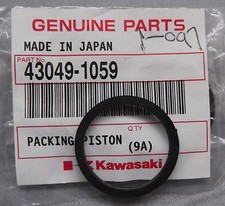 GENUINE PARTS
MADE IN JAPAN
PART No.
43049-1059
QTY
PACKING-PISTON (9A)
Kawasaki